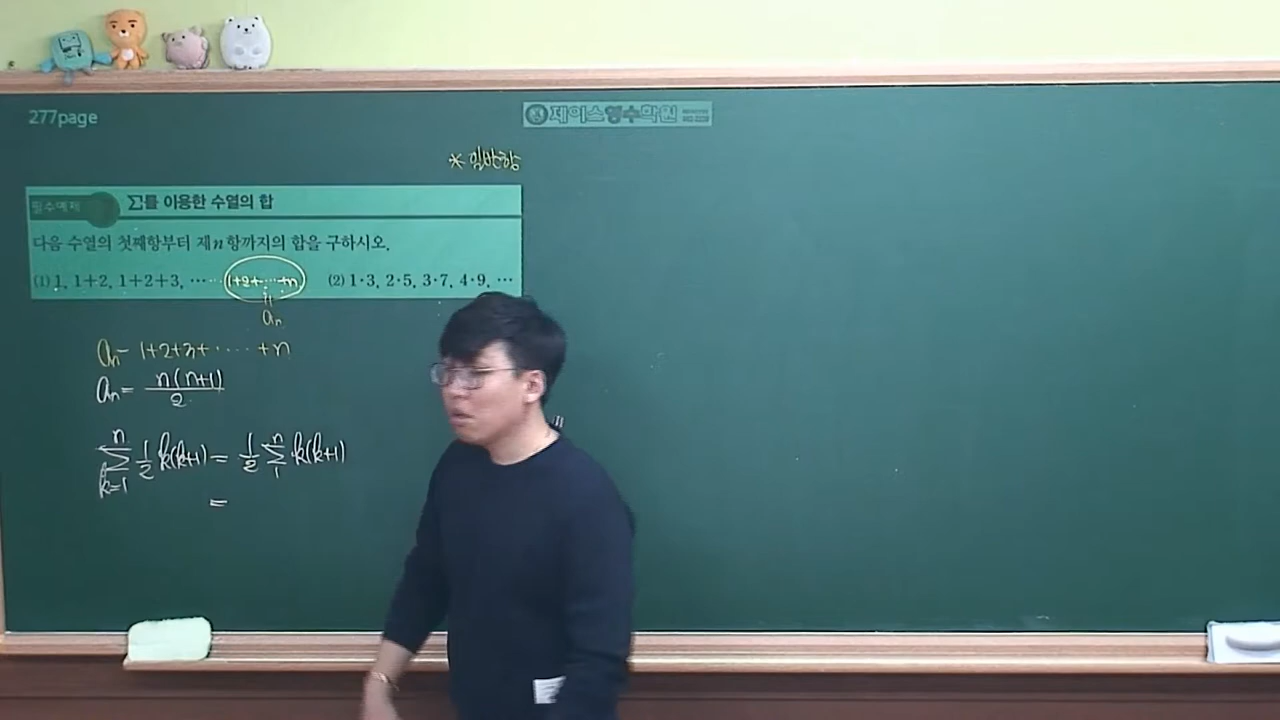 277page
제이스영수학원
* 일반항
필수예제 Σ를 이용한 수열의 합
다음 수열의 첫째항부터 제n항까지의 합을 구하시오.
(1) 1, 1+2, 1+2+3, ⋯ ⋯ 1+2+⋯+n (2) 1·3, 2·5, 3·7, 4·9, ⋯
=
aₙ
aₙ= 1+2+3+⋯⋯+n
aₙ= n(n+1)/2
∑_{k=1}^{n} 1/2 k(k+1) = 1/2 ∑_{1}^{n} k(k+1)
=